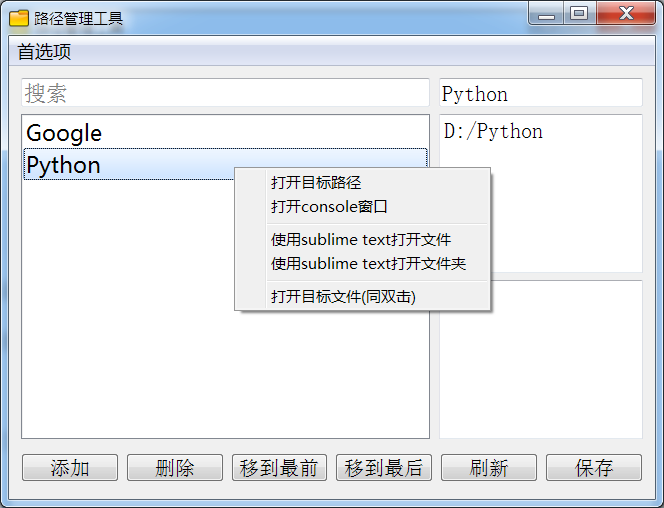 路径管理工具
首选项
搜索
Python
Google
Python
D:/Python
打开目标路径
打开console窗口
使用sublime text打开文件
使用sublime text打开文件夹
打开目标文件(同双击)
添加
删除
移到最前
移到最后
刷新
保存